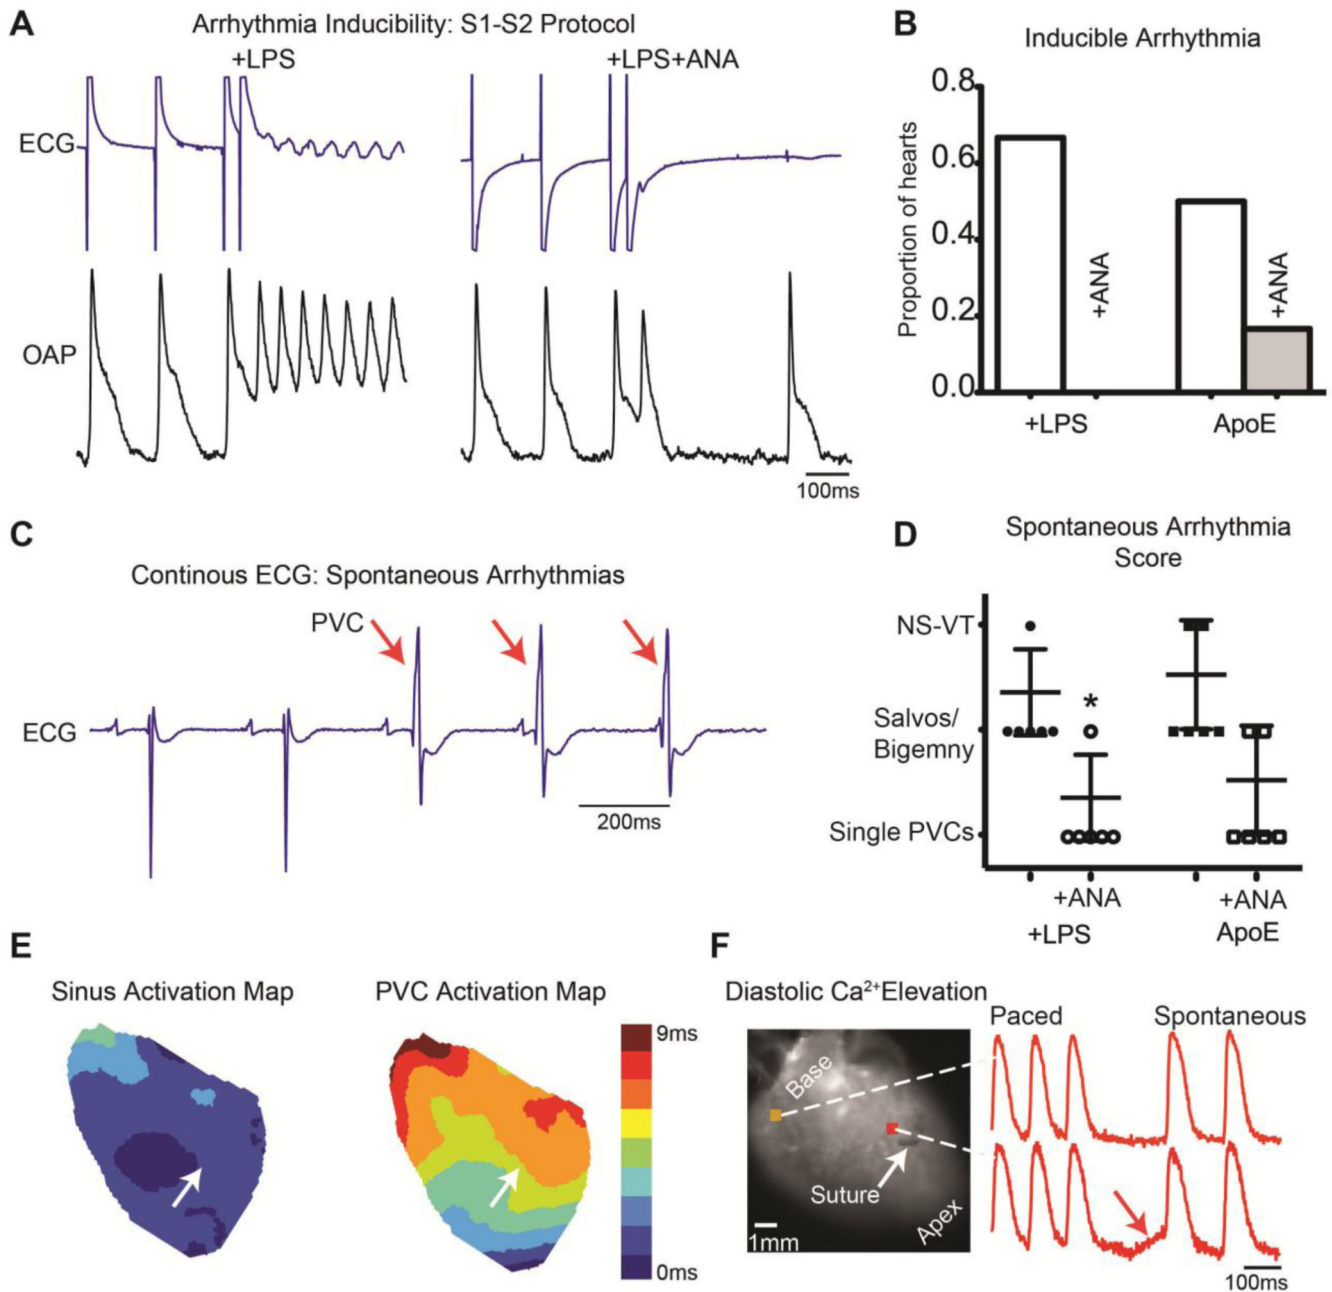 A
Arrhythmia Inducibility: S1-S2 Protocol
+LPS
+LPS+ANA
ECG
OAP
100ms
B
Inducible Arrhythmia
Proportion of hearts
0.8
0.6
0.4
0.2
0.0
+ANA
+ANA
+LPS
ApoE
C
Continous ECG: Spontaneous Arrhythmias
PVC
ECG
200ms
D
Spontaneous Arrhythmia
Score
NS-VT
Salvos/
Bigemny
Single PVCs
*
+ANA
+ANA
+LPS
ApoE
E
Sinus Activation Map
PVC Activation Map
9ms
0ms
F
Diastolic Ca²⁺Elevation
Paced
Spontaneous
Base
Suture
Apex
1mm
100ms